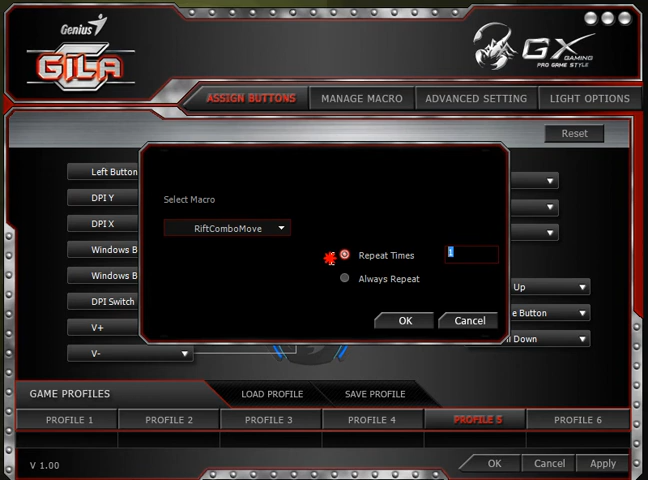 Genius
GILA
GX
GAMING
PRO GAME STYLE
ASSIGN BUTTONS
MANAGE MACRO
ADVANCED SETTING
LIGHT OPTIONS
Reset
Left Button
DPI Y
DPI X
Windows B
Windows B
DPI Switch
V+
V-
Select Macro
RiftComboMove
Repeat Times
1
Always Repeat
OK
Cancel
Up
e Button
ll Down
GAME PROFILES
LOAD PROFILE
SAVE PROFILE
PROFILE 1
PROFILE 2
PROFILE 3
PROFILE 4
PROFILE 5
PROFILE 6
V 1.00
OK
Cancel
Apply